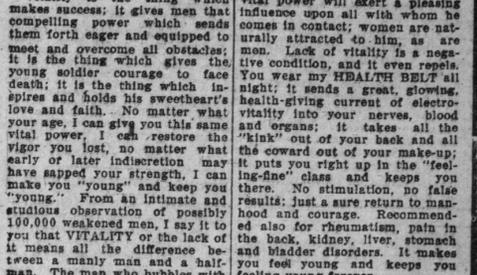 makes success; it gives men that
compelling power which sends
them forth eager and equipped to
meet and overcome all obstacles;
it is the thing which gives the
young soldier courage to face
death; it is the thing which in-
spires and holds his sweetheart's
love and faith. No matter what
your age, I can give you this same
vital power, I can restore the
vigor you lost, no matter what
early of later indiscretion may
have sapped your strength, I can
make you "young" and keep you
"young." From an intimate and
studious observation of possibly
100,000 weakened men, I say it to
you that VITALITY or the lack of
it means all the difference be-
tween a manly man and a half-
man. The man who bubbles with
vital power will exert a pleasing
influence upon all with whom he
comes in contact; women are nat-
urally attracted to him, as are
men. Lack of vitality is a nega-
tive condition, and it even repels.
You wear my HEALTH BELT all
night; it sends a great, glowing,
health-giving current of electro-
vitality into your nerves, blood
and organs; it takes all the
"kink" out of your back and all
the coward out of your make-up;
it puts you right up in the "feel-
ing-fine" class and keeps you
there. No stimulation, no false
results; just a sure return to man-
hood and courage. Recommend-
ed also for rheumatism, pain in
the back, kidney, liver, stomach
and bladder disorders. It makes
you feel young and keeps you